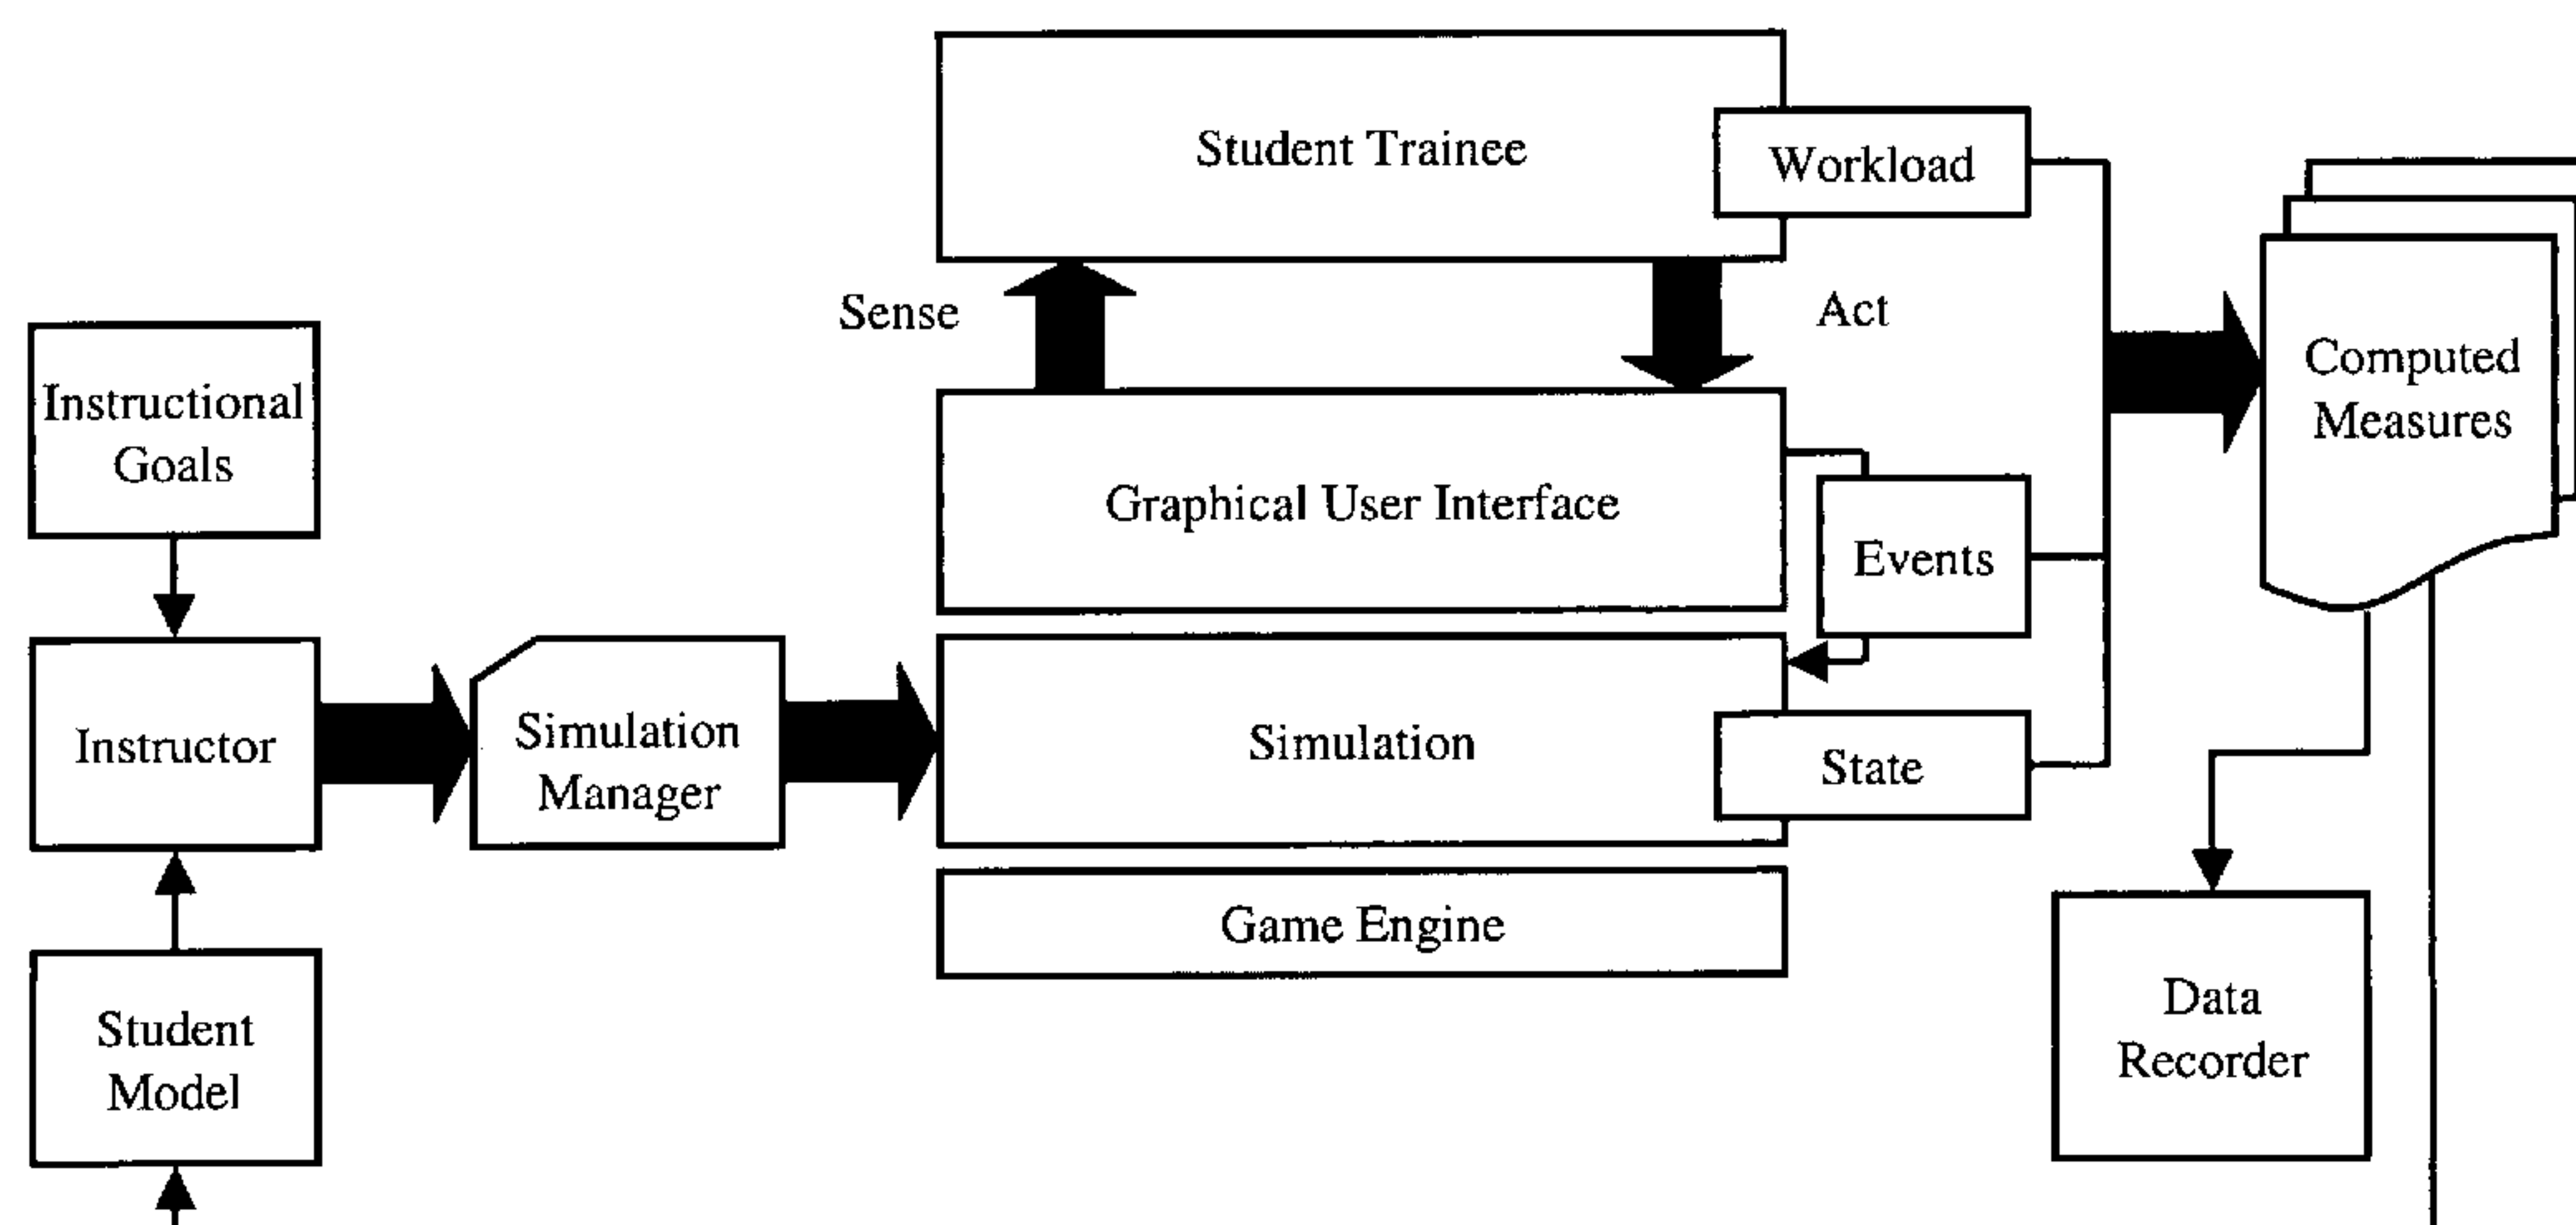 Student Trainee
Workload
Sense
Act
Computed
Measures
Instructional
Goals
Graphical User Interface
Events
Instructor
Simulation
Manager
Simulation
State
Game Engine
Student
Model
Data
Recorder